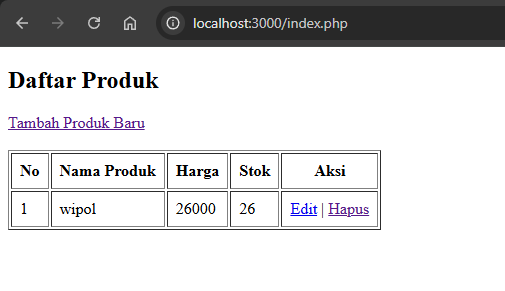 localhost:3000/index.php
Daftar Produk
Tambah Produk Baru
No Nama Produk Harga Stok Aksi
1 wipol 26000 26 Edit | Hapus